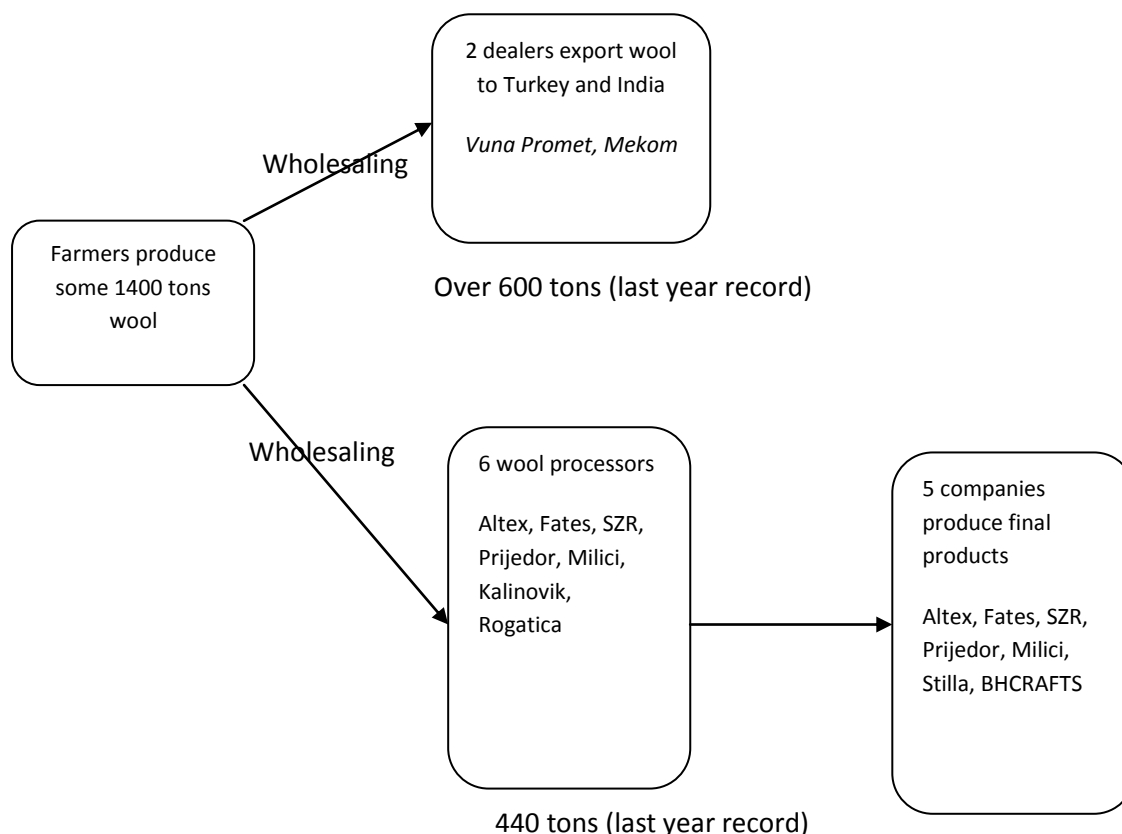 2 dealers export wool
to Turkey and India
Vuna Promet, Mekom
Wholesaling
Farmers produce
some 1400 tons
wool
Over 600 tons (last year record)
Wholesaling
6 wool processors
Altex, Fates, SZR,
Prijedor, Milici,
Kalinovik,
Rogatica
5 companies
produce final
products
Altex, Fates, SZR,
Prijedor, Milici,
Stilla, BHCRAFTS
440 tons (last year record)